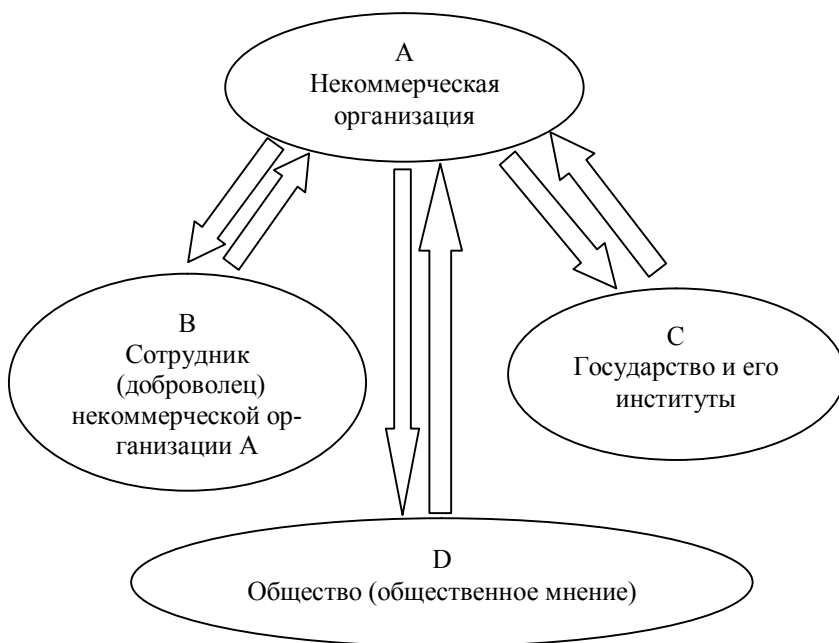 A
Некоммерческая
организация
B
Сотрудник
(доброволец)
некоммерческой ор-
ганизации А
C
Государство и его
институты
D
Общество (общественное мнение)